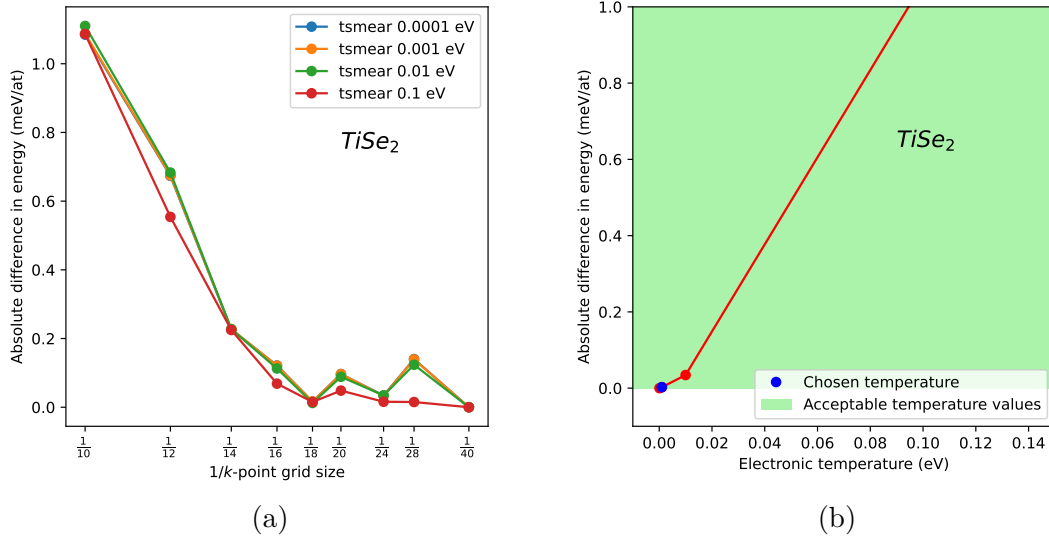 Absolute difference in energy (meV/at)
1.0
0.8
0.6
0.4
0.2
0.0
tsmear 0.0001 eV
tsmear 0.001 eV
tsmear 0.01 eV
tsmear 0.1 eV
TiSe₂
1/10 1/12 1/14 1/16 1/18 1/20 1/24 1/28 1/40
1/k-point grid size
(a)
Absolute difference in energy (meV/at)
1.0
0.8
0.6
0.4
0.2
0.0
TiSe₂
Chosen temperature
Acceptable temperature values
0.00 0.02 0.04 0.06 0.08 0.10 0.12 0.14
Electronic temperature (eV)
(b)